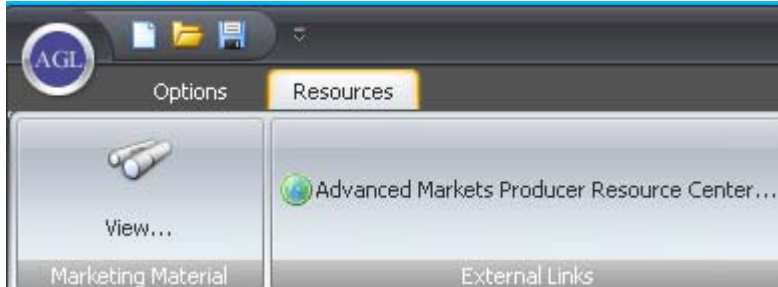 AGL
Options Resources
Advanced Markets Producer Resource Center...
View...
Marketing Material External Links